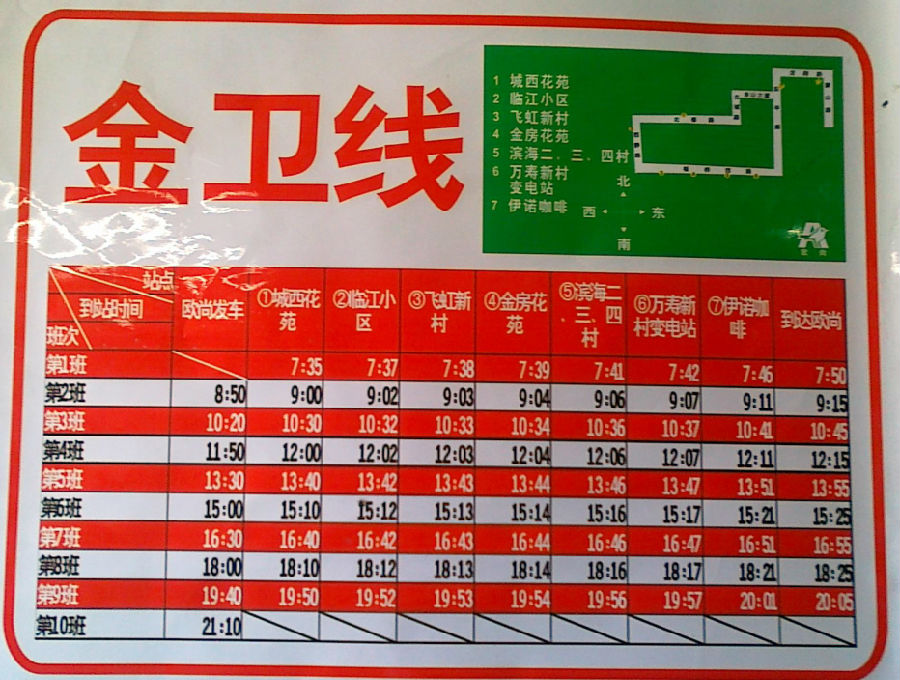 金卫线
1 城西花苑
2 临江小区
3 飞虹新村
4 金房花苑
5 滨海二、三、四村
6 万寿新村
变电站
7 伊诺咖啡
北
西 东
南
站点
到站时间
班次
欧尚发车 ①城西花苑 ②临江小区 ③飞虹新村 ④金房花苑 ⑤滨海二、三、四村 ⑥万寿新村变电站 ⑦伊诺咖啡 到达欧尚
第1班 7:35 7:37 7:38 7:39 7:41 7:42 7:46 7:50
第2班 8:50 9:00 9:02 9:03 9:04 9:06 9:07 9:11 9:15
第3班 10:20 10:30 10:32 10:33 10:34 10:36 10:37 10:41 10:45
第4班 11:50 12:00 12:02 12:03 12:04 12:06 12:07 12:11 12:15
第5班 13:30 13:40 13:42 13:43 13:44 13:46 13:47 13:51 13:55
第6班 15:00 15:10 15:12 15:13 15:14 15:16 15:17 15:21 15:25
第7班 16:30 16:40 16:42 16:43 16:44 16:46 16:47 16:51 16:55
第8班 18:00 18:10 18:12 18:13 18:14 18:16 18:17 18:21 18:25
第9班 19:40 19:50 19:52 19:53 19:54 19:56 19:57 20:01 20:05
第10班 21:10